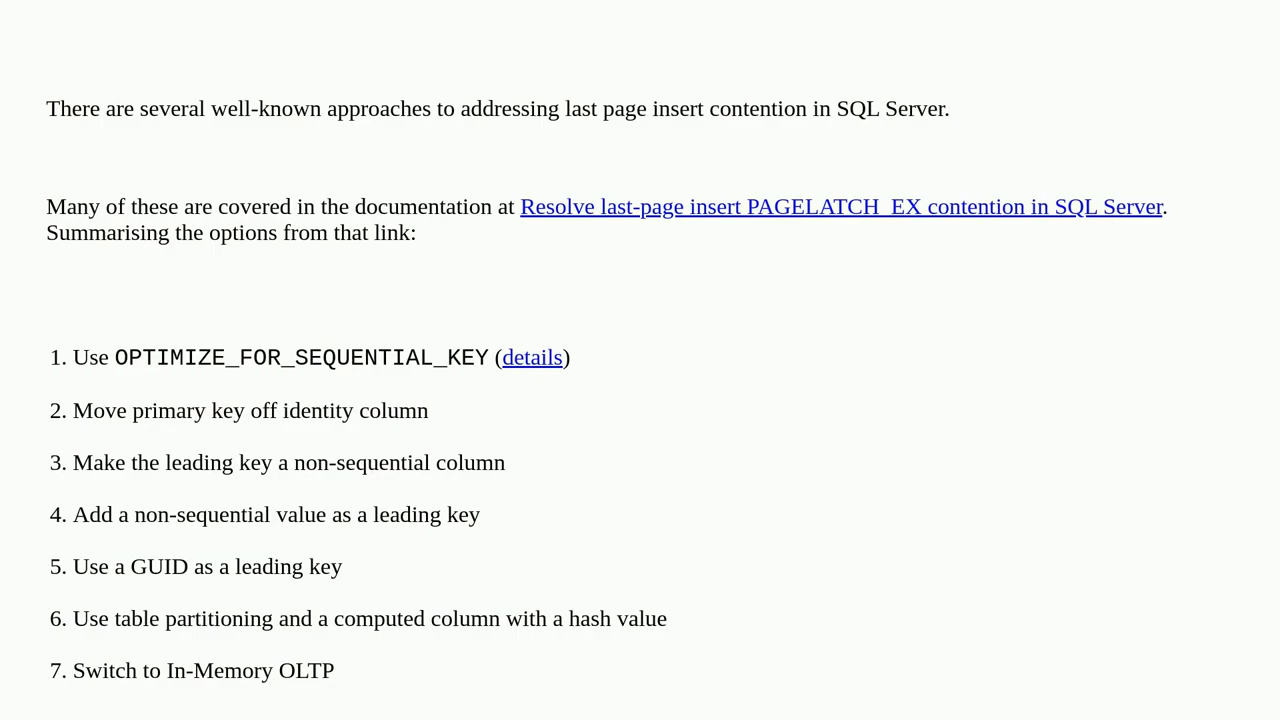 There are several well-known approaches to addressing last page insert contention in SQL Server.
Many of these are covered in the documentation at Resolve last-page insert PAGELATCH_EX contention in SQL Server.
Summarising the options from that link:
1. Use OPTIMIZE_FOR_SEQUENTIAL_KEY (details)
2. Move primary key off identity column
3. Make the leading key a non-sequential column
4. Add a non-sequential value as a leading key
5. Use a GUID as a leading key
6. Use table partitioning and a computed column with a hash value
7. Switch to In-Memory OLTP